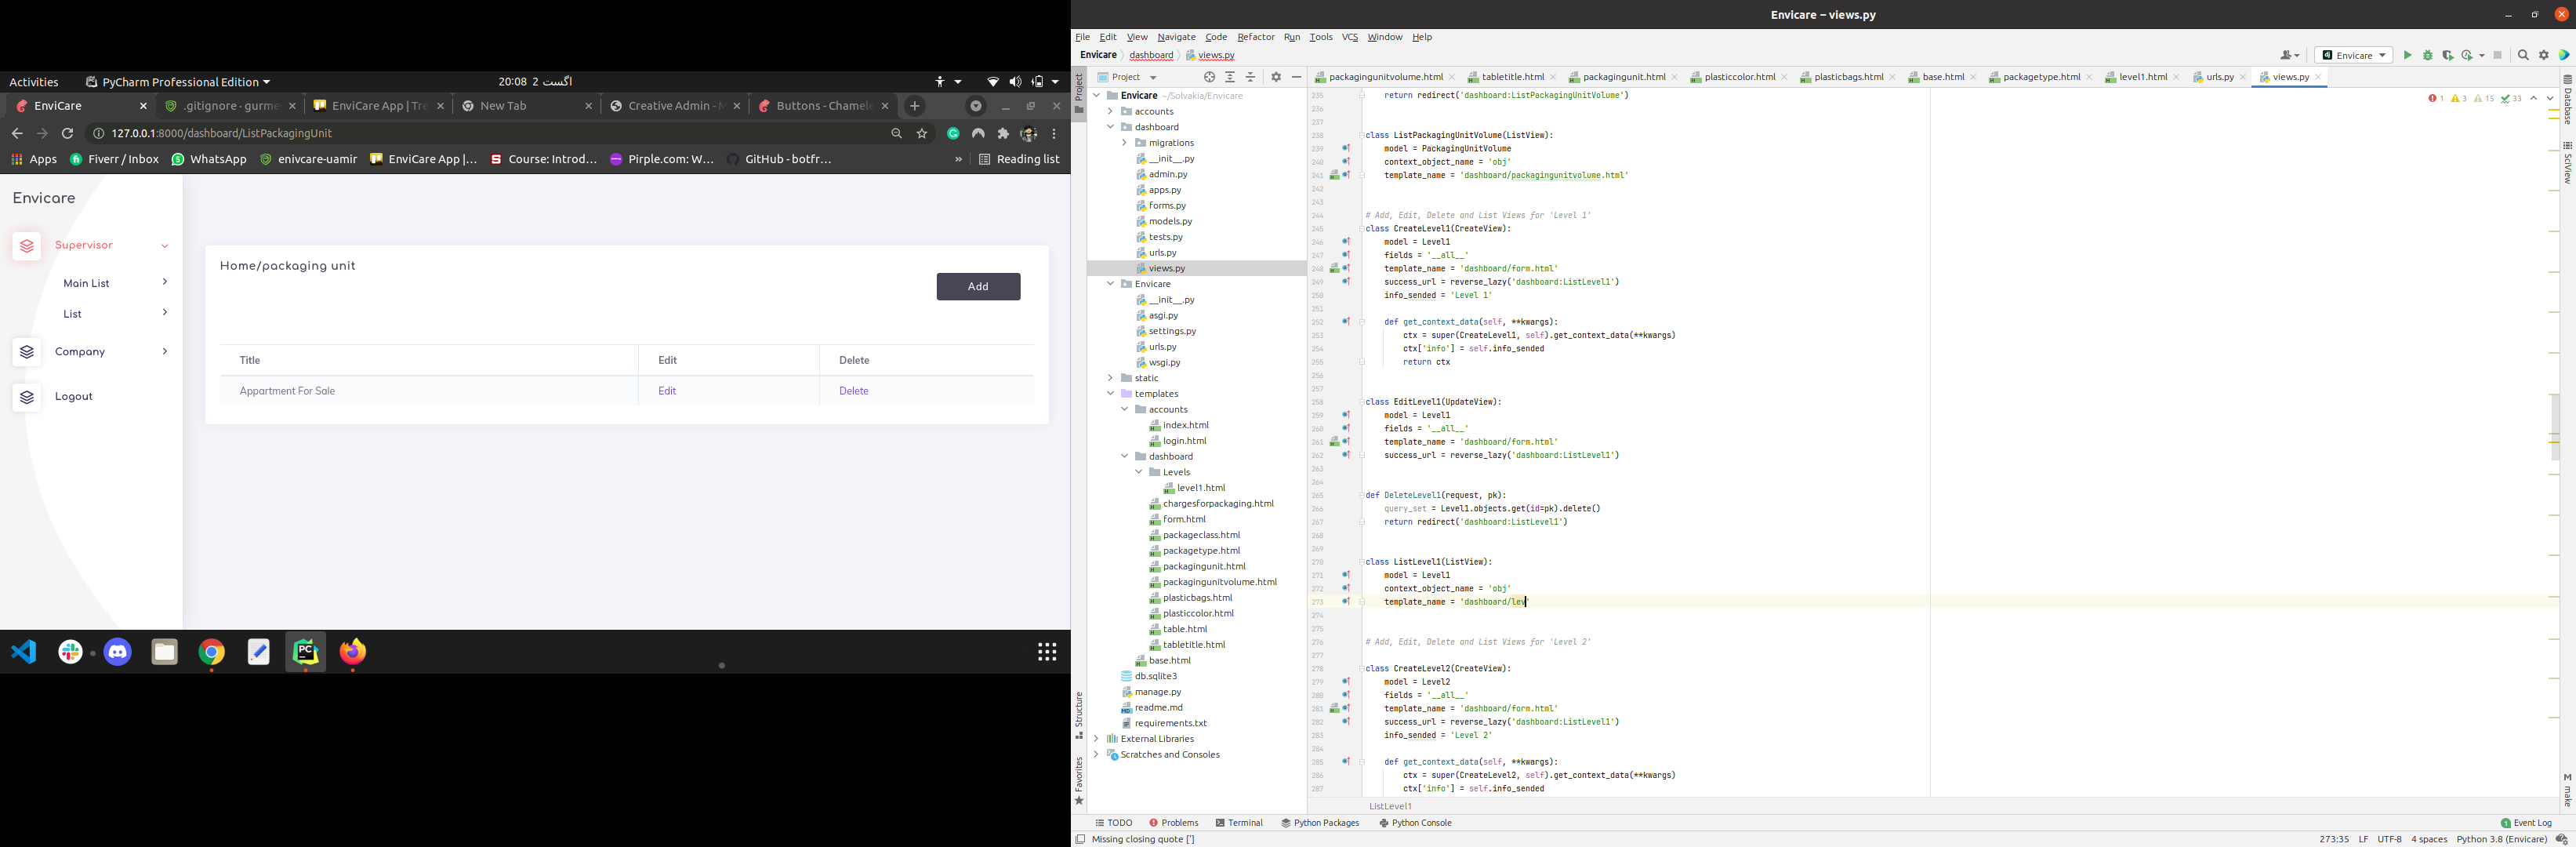 Activities
PyCharm Professional Edition
20:08 2 اگست
EnviCare
.gitignore · gurme
EnviCare App | Tre
New Tab
Creative Admin - M
Buttons - Chamele
127.0.0.1:8000/dashboard/ListPackagingUnit
Apps
Fiverr / Inbox
WhatsApp
enivcare-uamir
EnviCare App |...
Course: Introd...
Pirple.com: W...
GitHub - botfr...
»
Reading list
Envicare
Supervisor
Main List
List
Company
Logout
Home/packaging unit
Add
Title Edit Delete
Appartment For Sale Edit Delete
Envicare – views.py
File Edit View Navigate Code Refactor Run Tools VCS Window Help
Envicare dashboard views.py
Envicare
Project
packagingunitvolume.html
tabletitle.html
packagingunit.html
plasticcolor.html
plasticbags.html
base.html
packagetype.html
level1.html
urls.py
views.py
Project
Structure
Favorites
Database
SciView
make
Envicare ~/Solvakia/Envicare
accounts
dashboard
migrations
__init__.py
admin.py
apps.py
forms.py
models.py
tests.py
urls.py
views.py
Envicare
__init__.py
asgi.py
settings.py
urls.py
wsgi.py
static
templates
accounts
index.html
login.html
dashboard
Levels
level1.html
chargesforpackaging.html
form.html
packageclass.html
packagetype.html
packagingunit.html
packagingunitvolume.html
plasticbags.html
plasticcolor.html
table.html
tabletitle.html
base.html
db.sqlite3
manage.py
readme.md
requirements.txt
External Libraries
Scratches and Consoles
1 3 15 33
235 return redirect('dashboard:ListPackagingUnitVolume')
236
237
238 class ListPackagingUnitVolume(ListView):
239 model = PackagingUnitVolume
240 context_object_name = 'obj'
241 template_name = 'dashboard/packagingunitvolume.html'
242
243
244 # Add, Edit, Delete and List Views for 'Level 1'
245 class CreateLevel1(CreateView):
246 model = Level1
247 fields = '__all__'
248 template_name = 'dashboard/form.html'
249 success_url = reverse_lazy('dashboard:ListLevel1')
250 info_sended = 'Level 1'
251
252 def get_context_data(self, **kwargs):
253 ctx = super(CreateLevel1, self).get_context_data(**kwargs)
254 ctx['info'] = self.info_sended
255 return ctx
256
257
258 class EditLevel1(UpdateView):
259 model = Level1
260 fields = '__all__'
261 template_name = 'dashboard/form.html'
262 success_url = reverse_lazy('dashboard:ListLevel1')
263
264
265 def DeleteLevel1(request, pk):
266 query_set = Level1.objects.get(id=pk).delete()
267 return redirect('dashboard:ListLevel1')
268
269
270 class ListLevel1(ListView):
271 model = Level1
272 context_object_name = 'obj'
273 template_name = 'dashboard/lev'
274
275
276 # Add, Edit, Delete and List Views for 'Level 2'
277
278 class CreateLevel2(CreateView):
279 model = Level2
280 fields = '__all__'
281 template_name = 'dashboard/form.html'
282 success_url = reverse_lazy('dashboard:ListLevel1')
283 info_sended = 'Level 2'
284
285 def get_context_data(self, **kwargs):
286 ctx = super(CreateLevel2, self).get_context_data(**kwargs)
287 ctx['info'] = self.info_sended
ListLevel1
TODO Problems Terminal Python Packages Python Console
1 Event Log
Missing closing quote [']
273:35 LF UTF-8 4 spaces Python 3.8 (Envicare)